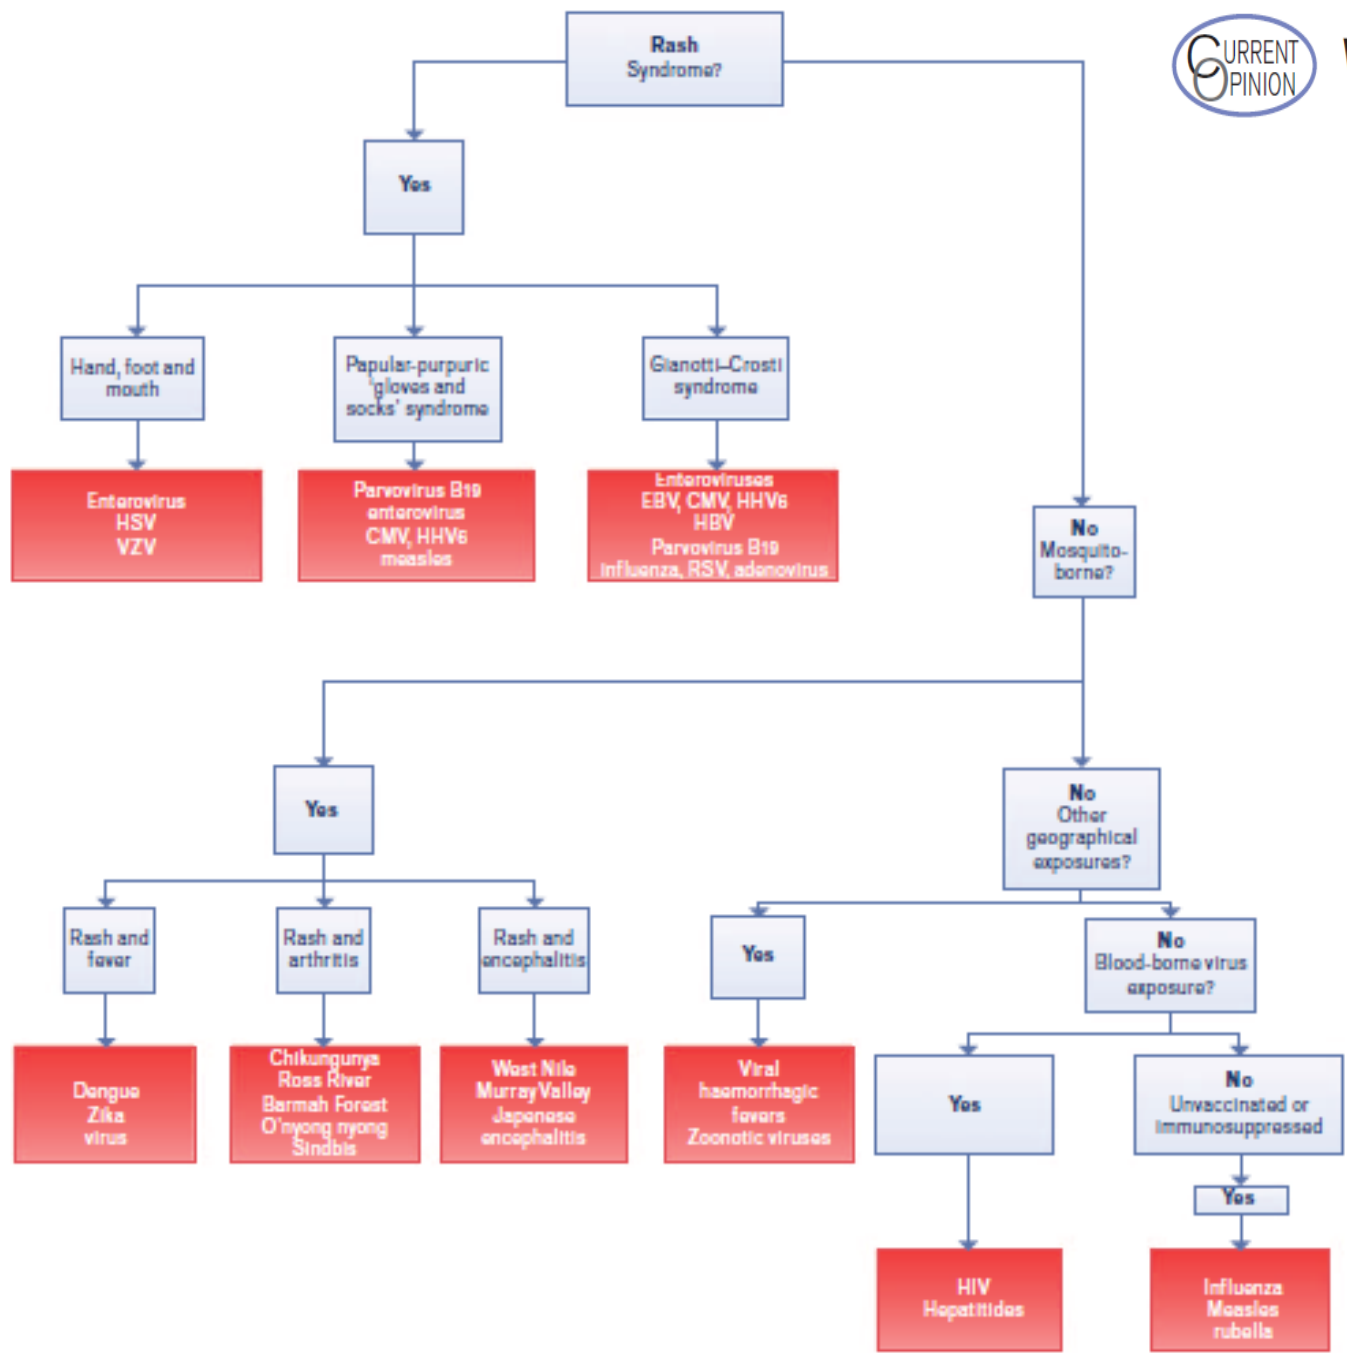 Rash
Syndrome?
CURRENT
OPINION
Yes
Hand, foot and
mouth
Papular-purpuric
'gloves and
socks' syndrome
Gianotti–Crosti
syndrome
Enterovirus
HSV
VZV
Parvovirus B19
enterovirus
CMV, HHV6
measles
Enteroviruses
EBV, CMV, HHV6
HBV
Parvovirus B19
influenza, RSV, adenovirus
No
Mosquito-
borne?
Yes
No
Other
geographical
exposures?
Rash and
fever
Rash and
arthritis
Rash and
encephalitis
Yes
No
Blood-borne virus
exposure?
Dengue
Zika
virus
Chikungunya
Ross River
Barmah Forest
O'nyong nyong
Sindbis
West Nile
Murray Valley
Japanese
encephalitis
Viral
haemorrhagic
fevers
Zoonotic viruses
Yes
No
Unvaccinated or
immunosuppressed
Yes
HIV
Hepatitides
Influenza
Measles
rubella